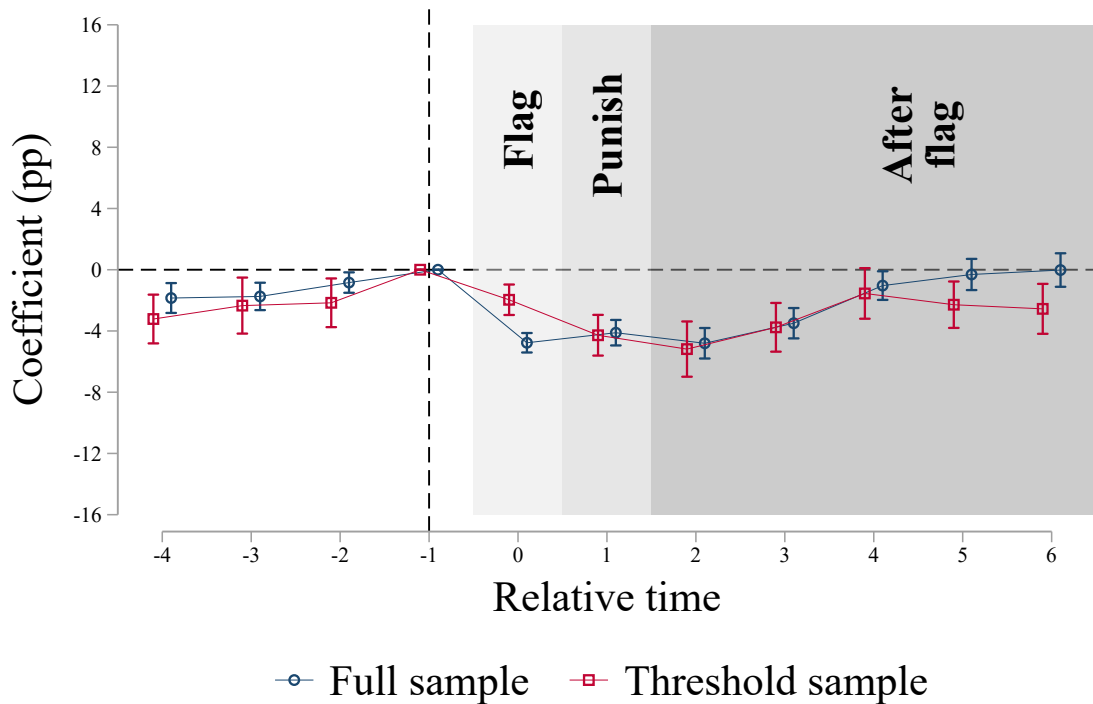 16
12
8
4
0
-4
-8
-12
-16
Coefficient (pp)
Flag
Punish
After
flag
-4 -3 -2 -1 0 1 2 3 4 5 6
Relative time
Full sample Threshold sample